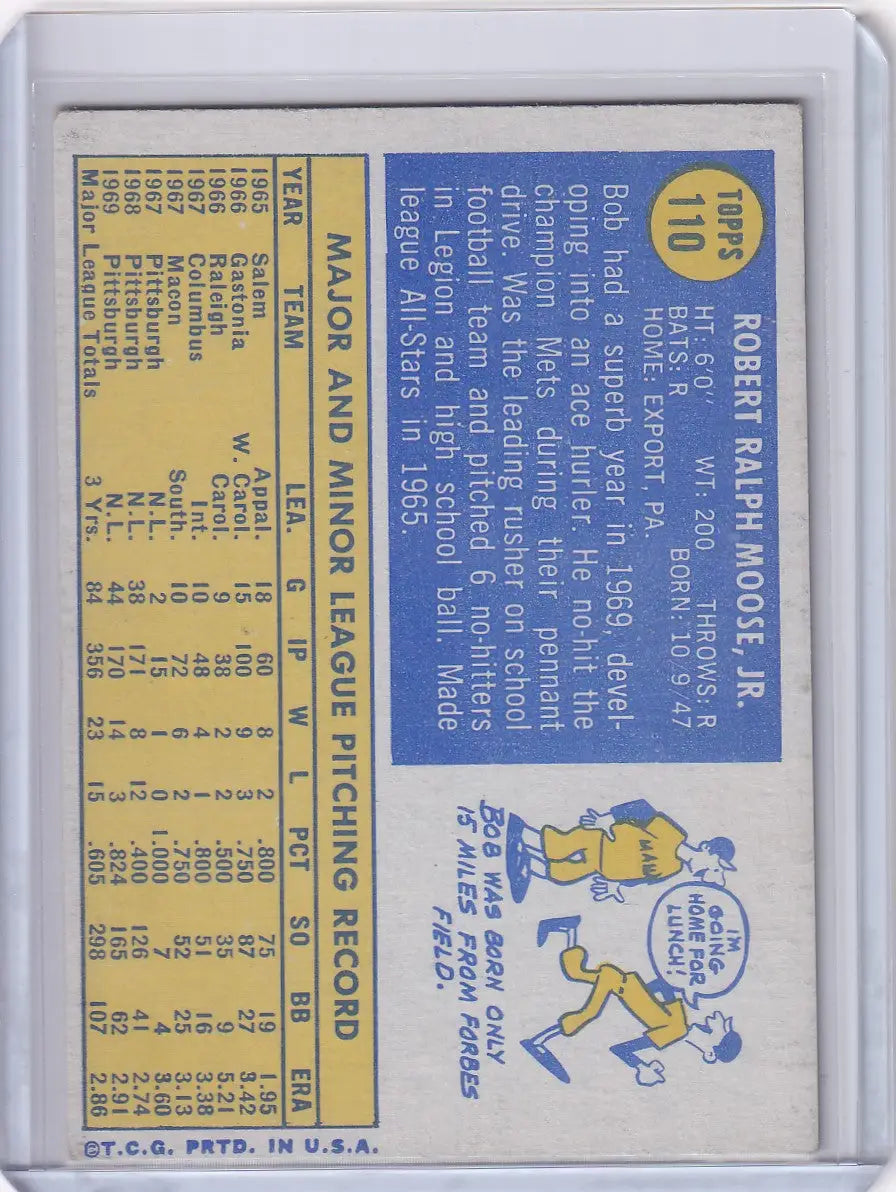 TOPPS
110
ROBERT RALPH MOOSE, JR.
HT: 6'0" WT: 200 THROWS: R
BATS: R BORN: 10/9/47
HOME: EXPORT, PA.
Bob had a superb year in 1969, devel-
oping into an ace hurler. He no-hit the
champion Mets during their pennant
drive. Was the leading rusher on school
football team and pitched 6 no-hitters
in Legion and high school ball. Made
league All-Stars in 1965.
I'M
GOING
HOME FOR
LUNCH!
MAN
BOB WAS BORN ONLY
15 MILES FROM FORBES
FIELD.
MAJOR AND MINOR LEAGUE PITCHING RECORD
YEAR TEAM LEA. G IP W L PCT SO BB ERA
1965 Salem Appal. 18 60 8 2 .800 75 19 1.95
1966 Gastonia W. Carol. 15 100 9 3 .750 87 27 3.42
1966 Raleigh Carol. 9 38 2 2 .500 35 9 5.21
1967 Columbus Int. 10 48 4 1 .800 51 16 3.38
1967 Macon South. 10 72 6 2 .750 52 25 3.13
1967 Pittsburgh N.L. 2 15 1 0 1.000 7 4 3.60
1968 Pittsburgh N.L. 38 171 8 12 .400 126 41 2.74
1969 Pittsburgh N.L. 44 170 14 3 .824 165 62 2.91
Major League Totals 3 Yrs. 84 356 23 15 .605 298 107 2.86
©T.C.G. PRTD. IN U.S.A.